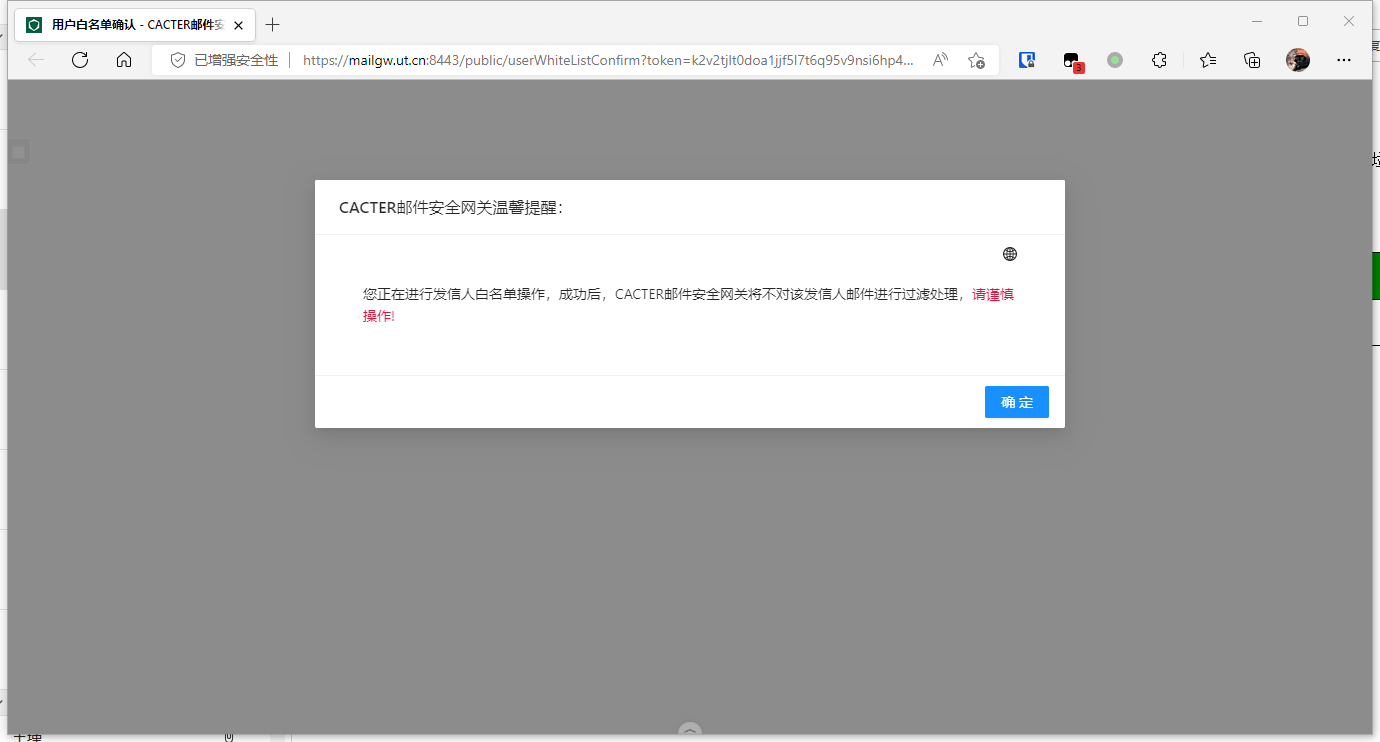 用户白名单确认 - CACTER邮件安
已增强安全性
https://mailgw.ut.cn:8443/public/userWhiteListConfirm?token=k2v2tjlt0doa1jjf5l7t6q95v9nsi6hp4...
3
CACTER邮件安全网关温馨提醒：
您正在进行发信人白名单操作，成功后，CACTER邮件安全网关将不对该发信人邮件进行过滤处理，请谨慎
操作!
确 定